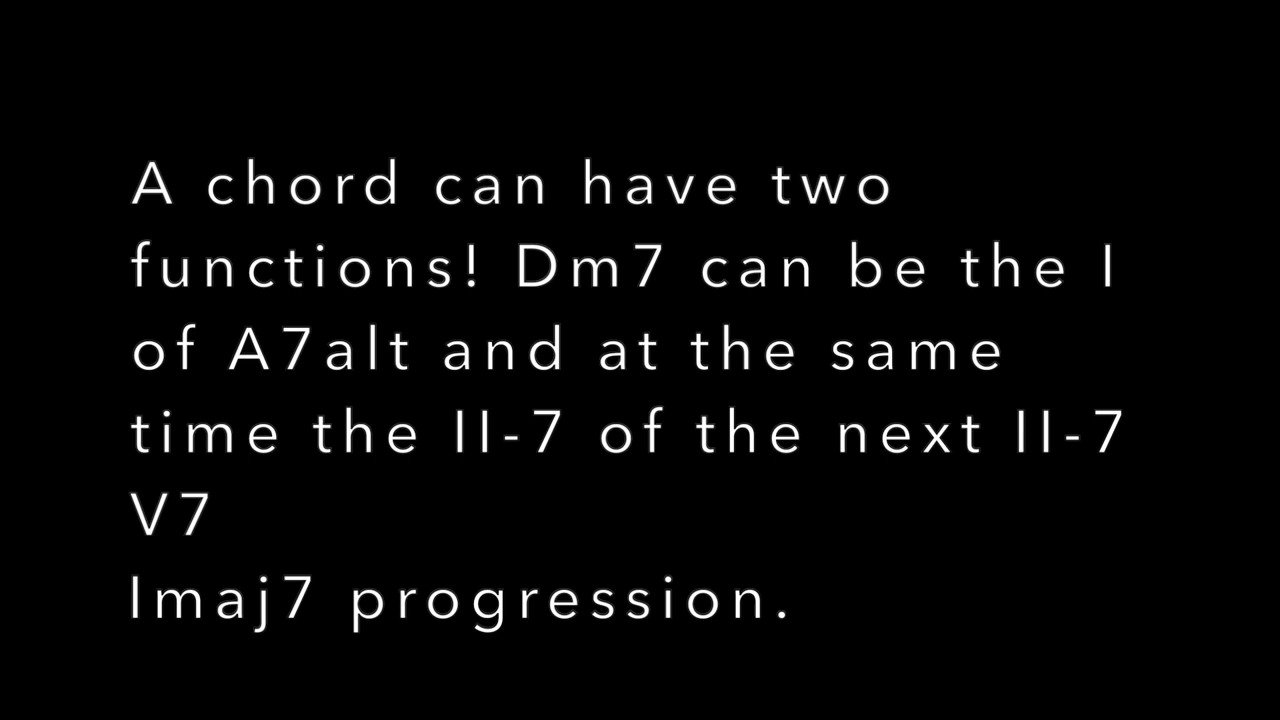 A chord can have two
functions! Dm7 can be the I
of A7alt and at the same
time the II-7 of the next II-7
V7
Imaj7 progression.